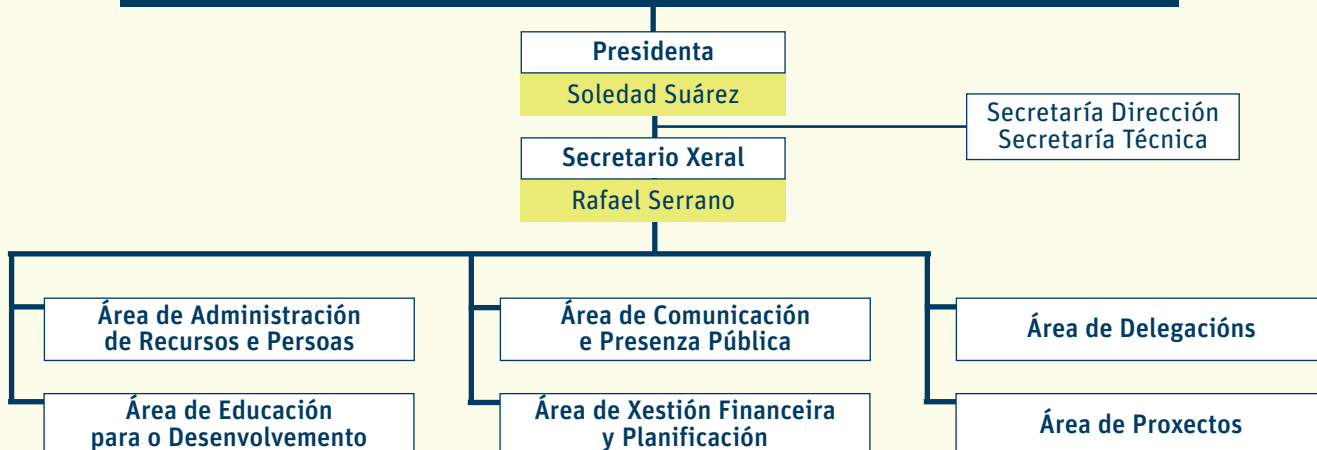 Presidenta
Soledad Suárez
Secretaría Dirección
Secretaría Técnica
Secretario Xeral
Rafael Serrano
Área de Administración
de Recursos e Persoas
Área de Comunicación
e Presenza Pública
Área de Delegacións
Área de Educación
para o Desenvolvemento
Área de Xestión Financeira
y Planificación
Área de Proxectos